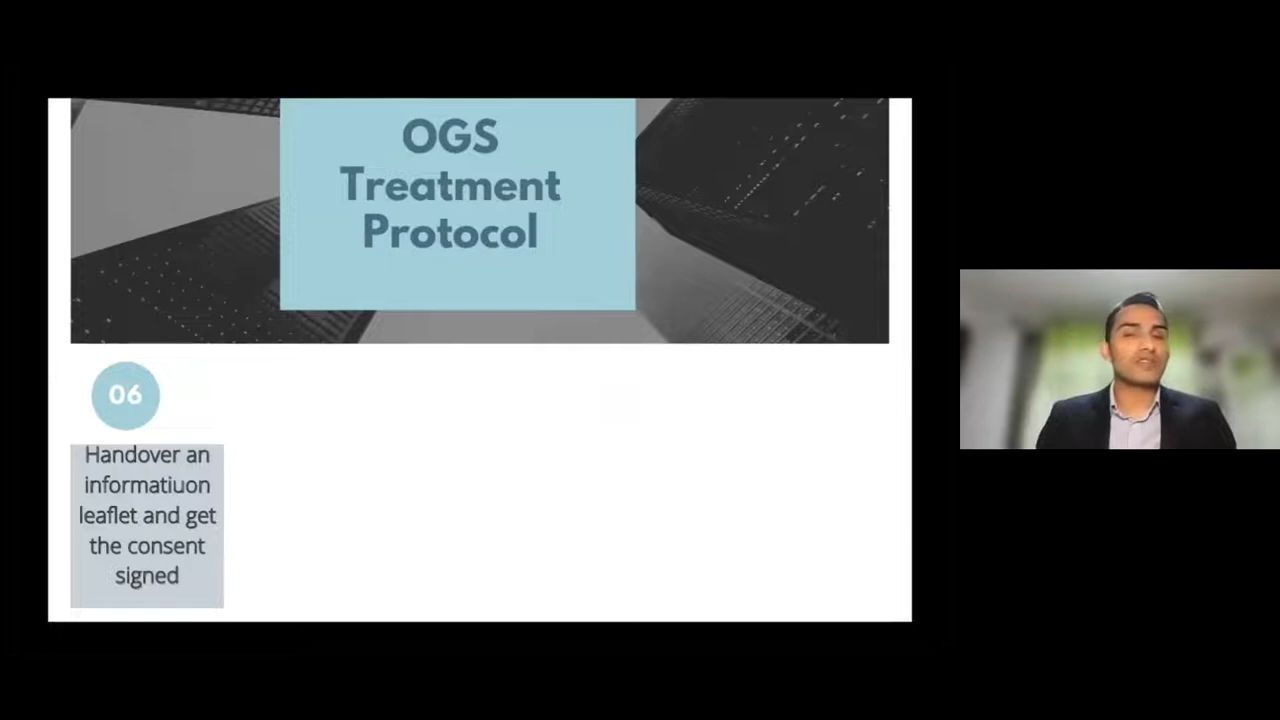 OGS
Treatment
Protocol
06
Handover an
informatiuon
leaflet and get
the consent
signed